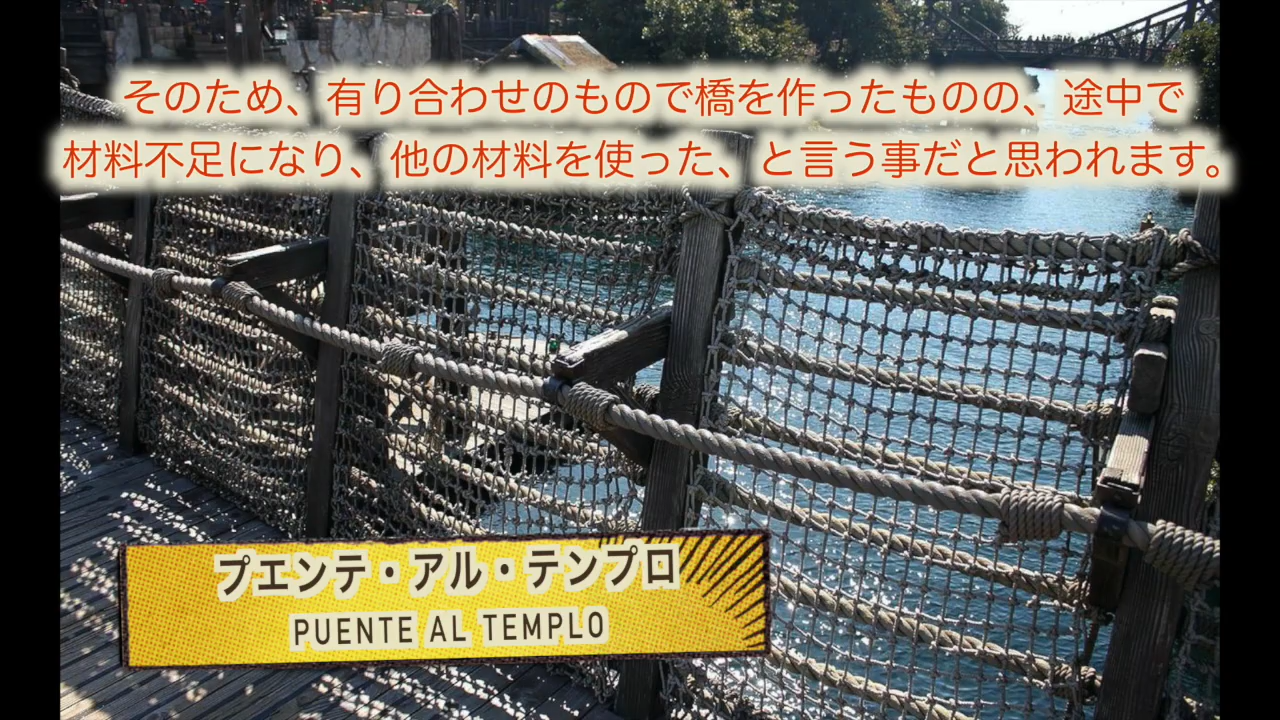 そのため、有り合わせのもので橋を作ったものの、途中で
材料不足になり、他の材料を使った、と言う事だと思われます。
プエンテ・アル・テンプロ
PUENTE AL TEMPLO